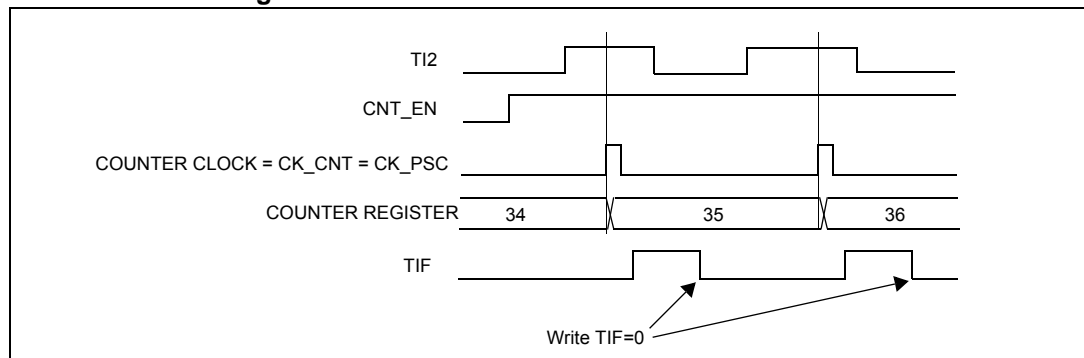 TI2
CNT_EN
COUNTER CLOCK = CK_CNT = CK_PSC
COUNTER REGISTER 34 35 36
TIF
Write TIF=0